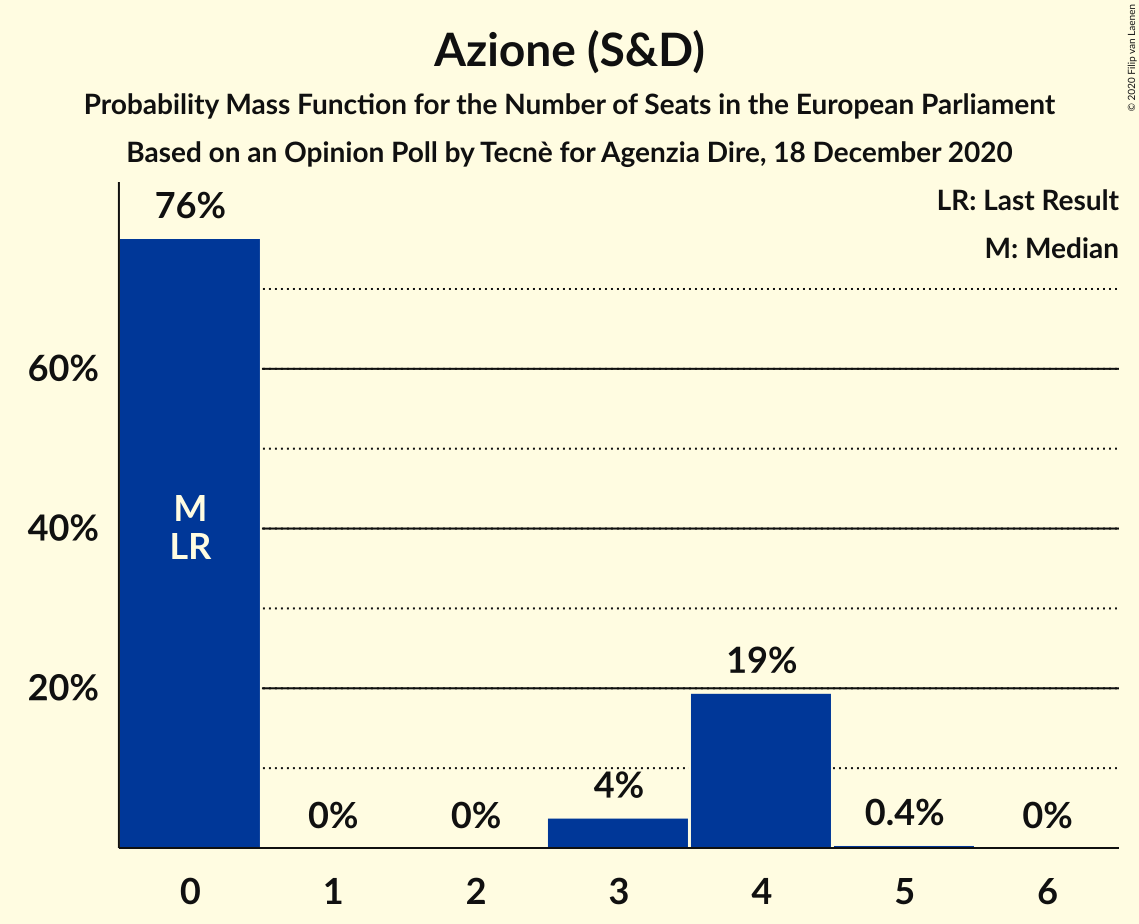 Azione (S&D)
Probability Mass Function for the Number of Seats in the European Parliament
Based on an Opinion Poll by Tecnè for Agenzia Dire, 18 December 2020
© 2020 Filip van Laenen
LR: Last Result
M: Median
76%
60%
40%
20%
M
LR
0%
0%
4%
19%
0.4%
0%
0 1 2 3 4 5 6